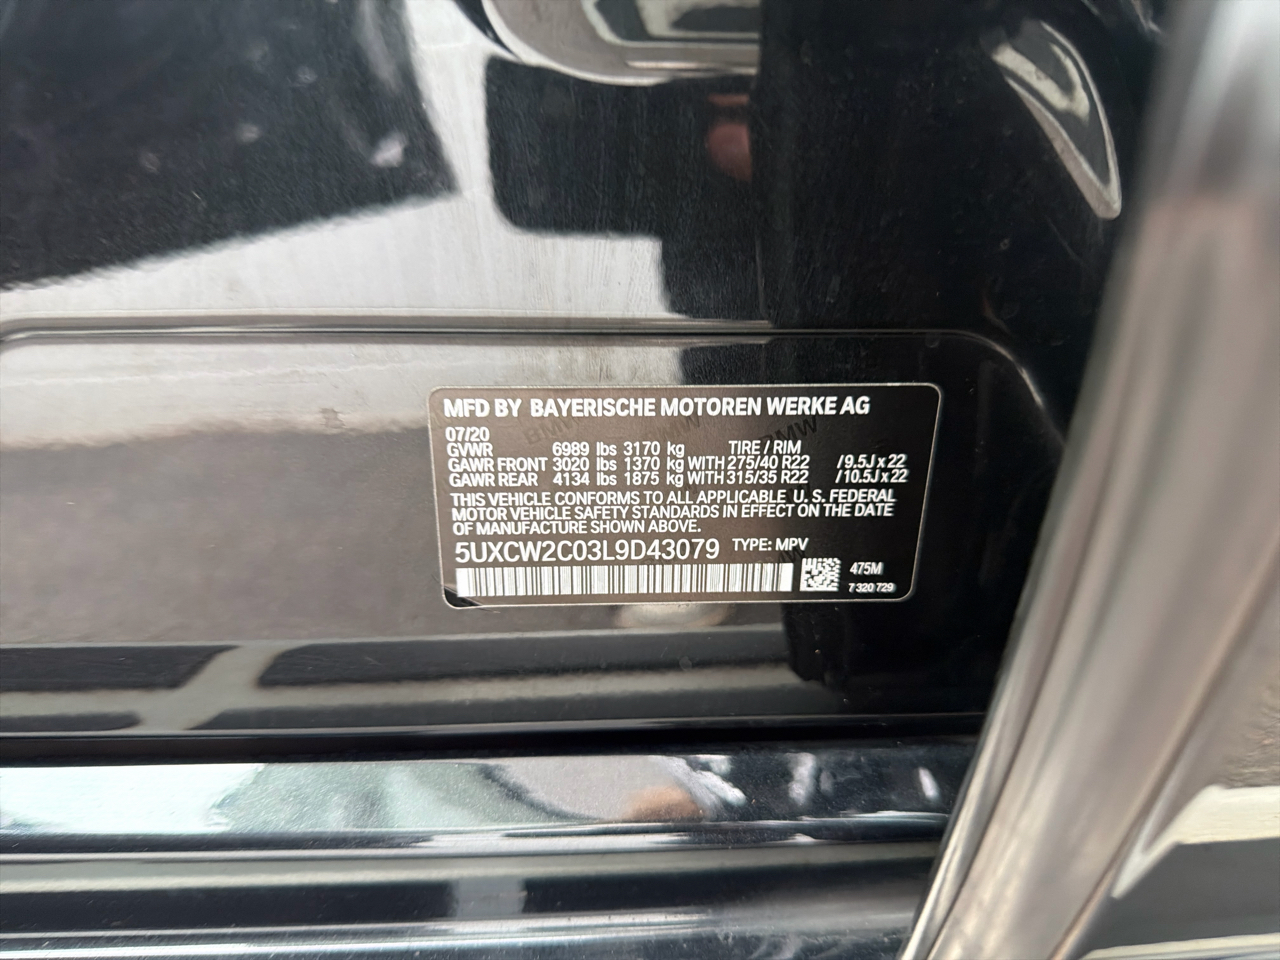 MFD BY BAYERISCHE MOTOREN WERKE AG
07/20
GVWR 6989 lbs 3170 kg TIRE / RIM
GAWR FRONT 3020 lbs 1370 kg WITH 275/40 R22 /9.5J x 22
GAWR REAR 4134 lbs 1875 kg WITH 315/35 R22 /10.5J x 22
THIS VEHICLE CONFORMS TO ALL APPLICABLE U. S. FEDERAL
MOTOR VEHICLE SAFETY STANDARDS IN EFFECT ON THE DATE
OF MANUFACTURE SHOWN ABOVE.
5UXCW2C03L9D43079 TYPE: MPV
475M
7 320 729